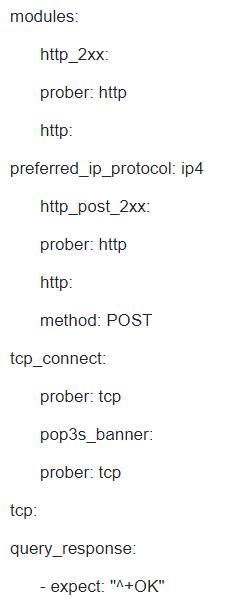 modules:
http_2xx:
prober: http
http:
preferred_ip_protocol: ip4
http_post_2xx:
prober: http
http:
method: POST
tcp_connect:
prober: tcp
pop3s_banner:
prober: tcp
tcp:
query_response:
- expect: "^+OK"